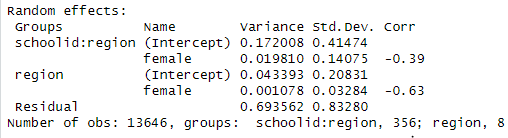 Random effects:
Groups Name Variance Std.Dev. Corr
schoolid:region (Intercept) 0.172008 0.41474
female 0.019810 0.14075 -0.39
region (Intercept) 0.043393 0.20831
female 0.001078 0.03284 -0.63
Residual 0.693562 0.83280
Number of obs: 13646, groups: schoolid:region, 356; region, 8